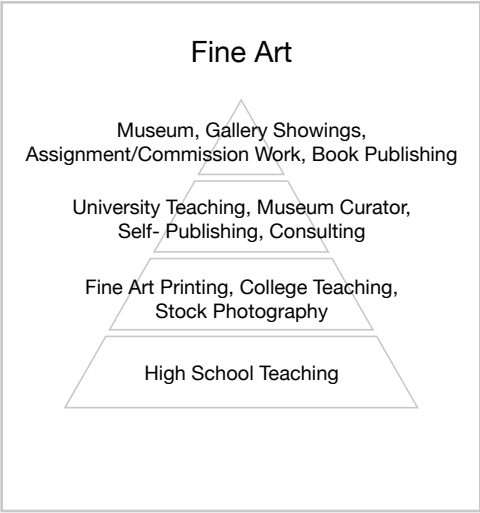 Fine Art
Museum, Gallery Showings,
Assignment/Commission Work, Book Publishing
University Teaching, Museum Curator,
Self- Publishing, Consulting
Fine Art Printing, College Teaching,
Stock Photography
High School Teaching